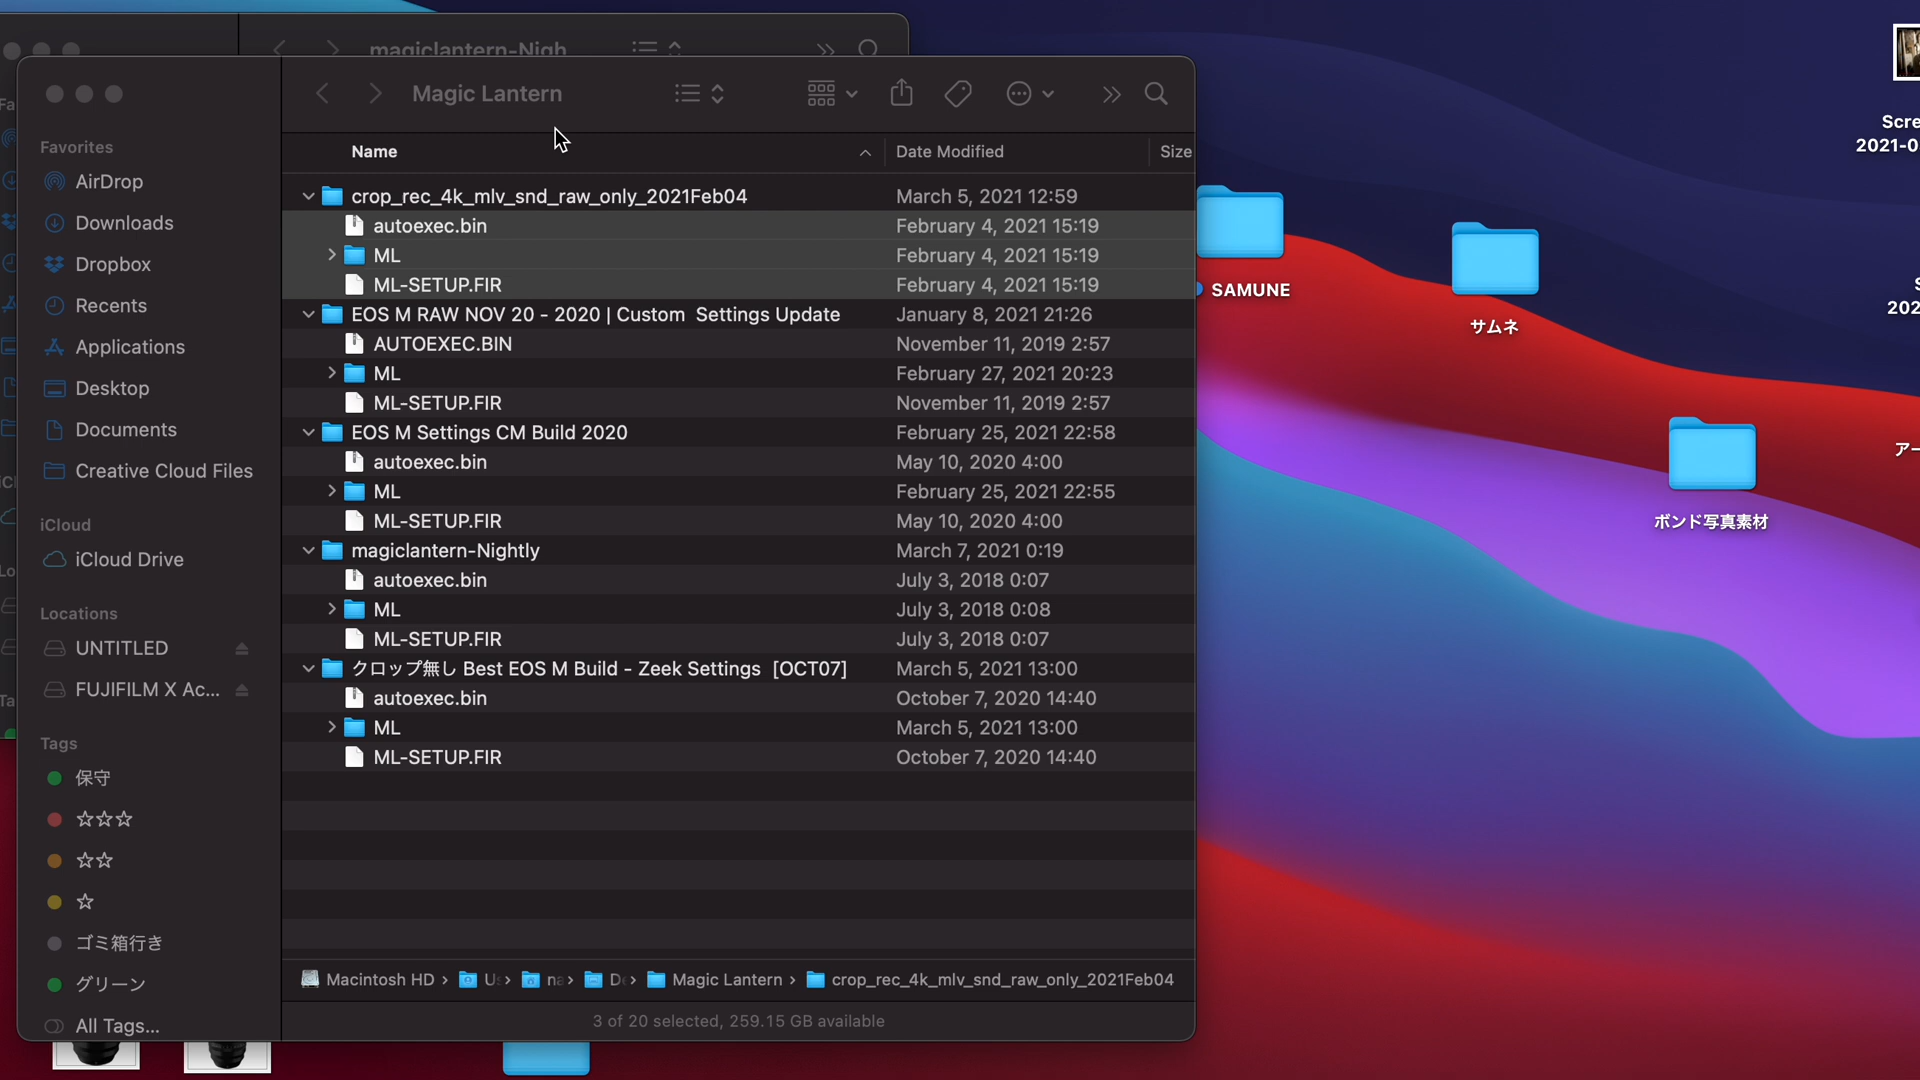 magiclantern-Nigh
Magic Lantern
Favorites
AirDrop
Downloads
Dropbox
Recents
Applications
Desktop
Documents
Creative Cloud Files
iCloud
iCloud Drive
Locations
UNTITLED
FUJIFILM X Ac...
Tags
保守
☆☆☆
☆☆
☆
ゴミ箱行き
グリーン
All Tags...
Name Date Modified Size
crop_rec_4k_mlv_snd_raw_only_2021Feb04 March 5, 2021 12:59
autoexec.bin February 4, 2021 15:19
ML February 4, 2021 15:19
ML-SETUP.FIR February 4, 2021 15:19
EOS M RAW NOV 20 - 2020 | Custom Settings Update January 8, 2021 21:26
AUTOEXEC.BIN November 11, 2019 2:57
ML February 27, 2021 20:23
ML-SETUP.FIR November 11, 2019 2:57
EOS M Settings CM Build 2020 February 25, 2021 22:58
autoexec.bin May 10, 2020 4:00
ML February 25, 2021 22:55
ML-SETUP.FIR May 10, 2020 4:00
magiclantern-Nightly March 7, 2021 0:19
autoexec.bin July 3, 2018 0:07
ML July 3, 2018 0:08
ML-SETUP.FIR July 3, 2018 0:07
クロップ無し Best EOS M Build - Zeek Settings [OCT07] March 5, 2021 13:00
autoexec.bin October 7, 2020 14:40
ML March 5, 2021 13:00
ML-SETUP.FIR October 7, 2020 14:40
Macintosh HD › Us › na › De › Magic Lantern › crop_rec_4k_mlv_snd_raw_only_2021Feb04
3 of 20 selected, 259.15 GB available
SAMUNE
サムネ
ボンド写真素材
Scre
2021-0
S
202
アー